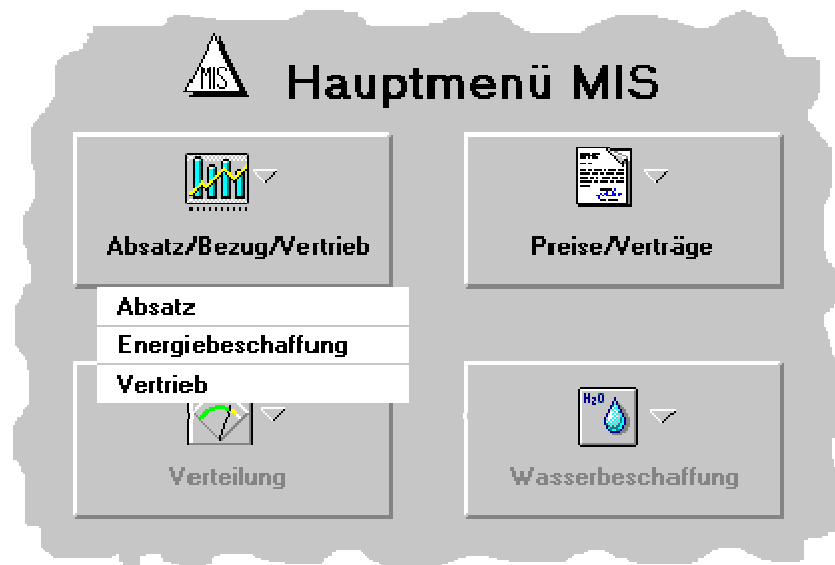 MIS
Hauptmenü MIS
Absatz/Bezug/Vertrieb
Preise/Verträge
Absatz
Energiebeschaffung
Vertrieb
H₂O
Verteilung
Wasserbeschaffung